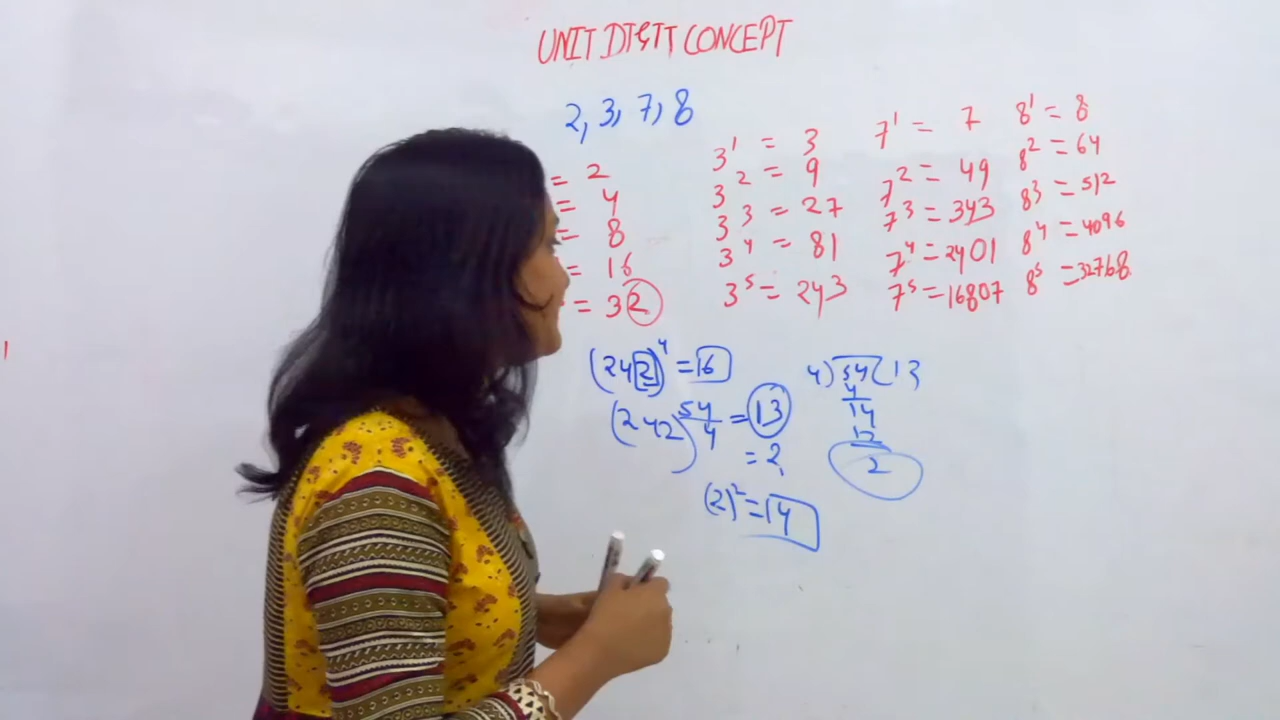 UNIT DIGIT CONCEPT
2, 3, 7, 8
= 2
= 4
= 8
= 16
= 32
3¹ = 3
3² = 9
3³ = 27
3⁴ = 81
3⁵ = 243
7¹ = 7
7² = 49
7³ = 343
7⁴ = 2401
7⁵ = 16807
8¹ = 8
8² = 64
8³ = 512
8⁴ = 4096
8⁵ = 32768
(242)⁴ = 16
(242)^54/4 = 13
= 2
(2)² = 14
4)54(13
4
14
12
2